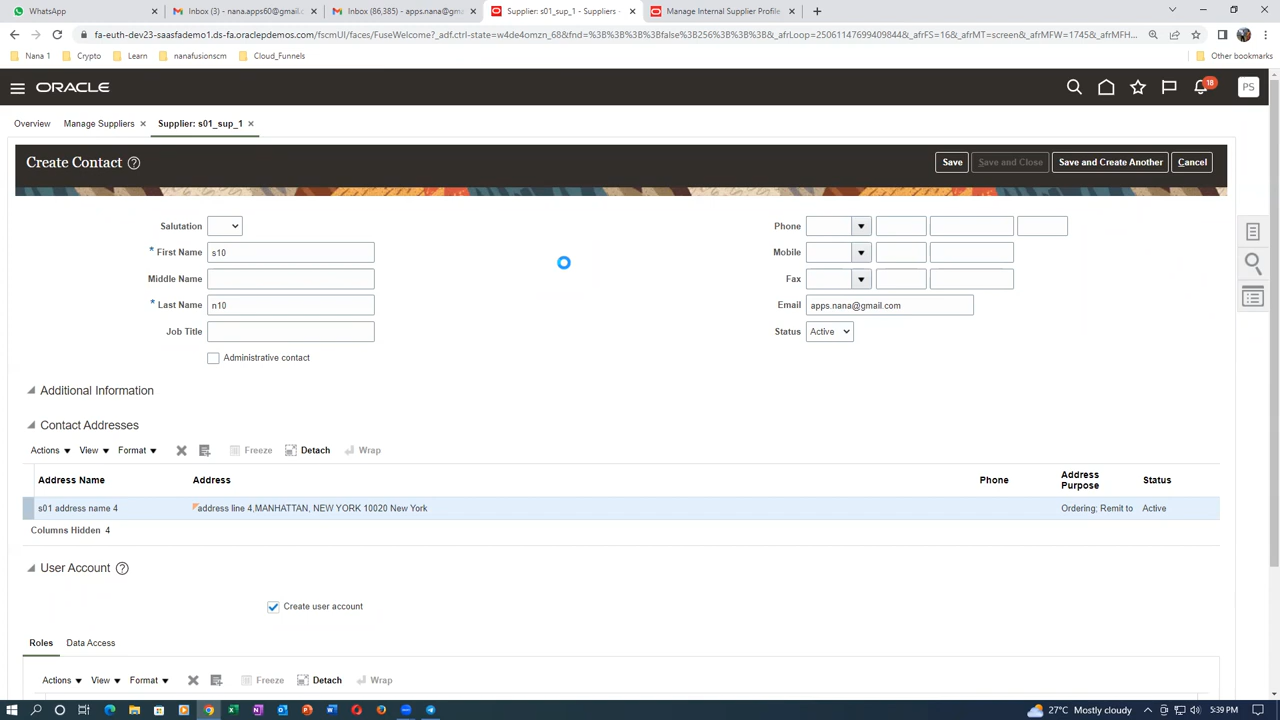 WhatsApp
Inbox (3) - nana.apps60@gmail.c
Inbox (86,385) - apps.nana@gm
Supplier: s01_sup_1 - Suppliers -
Manage Internal Supplier Profile
fa-euth-dev23-saasfademo1.ds-fa.oraclepdemos.com/fscmUI/faces/FuseWelcome?_adf.ctrl-state=w4de4omzn_68&fnd=%3B%3B%3B%3Bfalse%3B256%3B%3B%3B&_afrLoop=25061147699409844&_afrFS=16&_afrMT=screen&_afrMFW=1745&_afrMFH...
Nana 1
Crypto
Learn
nanafusionscm
Cloud_Funnels
Other bookmarks
ORACLE
18
PS
Overview
Manage Suppliers
Supplier: s01_sup_1
Create Contact
Save
Save and Close
Save and Create Another
Cancel
Salutation
* First Name s10
Middle Name
* Last Name n10
Job Title
Administrative contact
Phone
Mobile
Fax
Email apps.nana@gmail.com
Status Active
Additional Information
Contact Addresses
Actions View Format Freeze Detach Wrap
Address Name Address Phone Address Purpose Status
s01 address name 4 address line 4,MANHATTAN, NEW YORK 10020 New York Ordering; Remit to Active
Columns Hidden 4
User Account
Create user account
Roles Data Access
Actions View Format Freeze Detach Wrap
27°C Mostly cloudy
5:39 PM